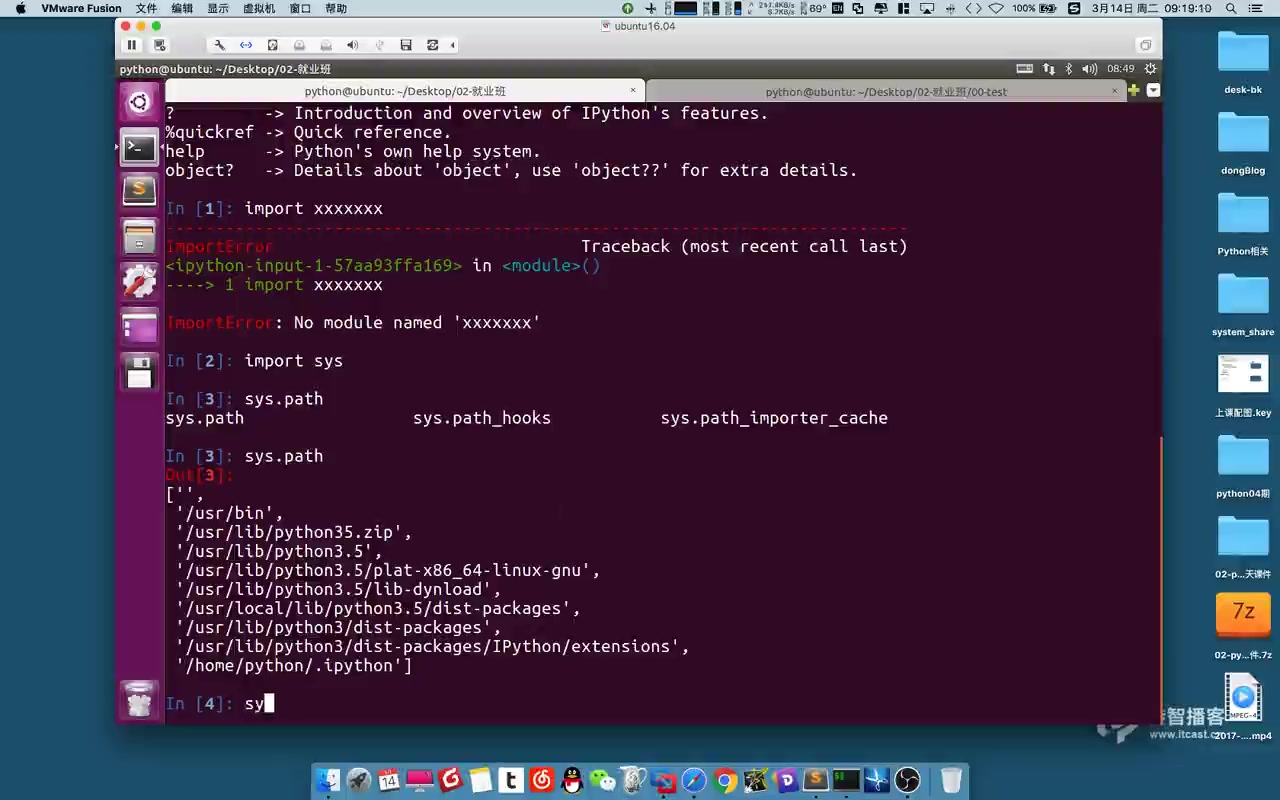 VMware Fusion 文件 编辑 显示 虚拟机 窗口 帮助
69° 100% 3月14日 周二 09:19:10
ubuntu16.04
python@ubuntu: ~/Desktop/02-就业班
08:49
python@ubuntu: ~/Desktop/02-就业班 ×
python@ubuntu: ~/Desktop/02-就业班/00-test ×
? -> Introduction and overview of IPython's features.
%quickref -> Quick reference.
help -> Python's own help system.
object? -> Details about 'object', use 'object??' for extra details.
In [1]: import xxxxxxx
---------------------------------------------------------------------------
ImportError Traceback (most recent call last)
<ipython-input-1-57aa93ffa169> in <module>()
----> 1 import xxxxxxx
ImportError: No module named 'xxxxxxx'
In [2]: import sys
In [3]: sys.path
sys.path sys.path_hooks sys.path_importer_cache
In [3]: sys.path
Out[3]:
['',
'/usr/bin',
'/usr/lib/python35.zip',
'/usr/lib/python3.5',
'/usr/lib/python3.5/plat-x86_64-linux-gnu',
'/usr/lib/python3.5/lib-dynload',
'/usr/local/lib/python3.5/dist-packages',
'/usr/lib/python3/dist-packages',
'/usr/lib/python3/dist-packages/IPython/extensions',
'/home/python/.ipython']
In [4]: sy
desk-bk
dongBlog
Python相关
system_share
上课配图.key
python04期
02-p...天课件
7z
02-py...件.7z
MPEG-4
2017-....mp4
智播客
www.itcast.c